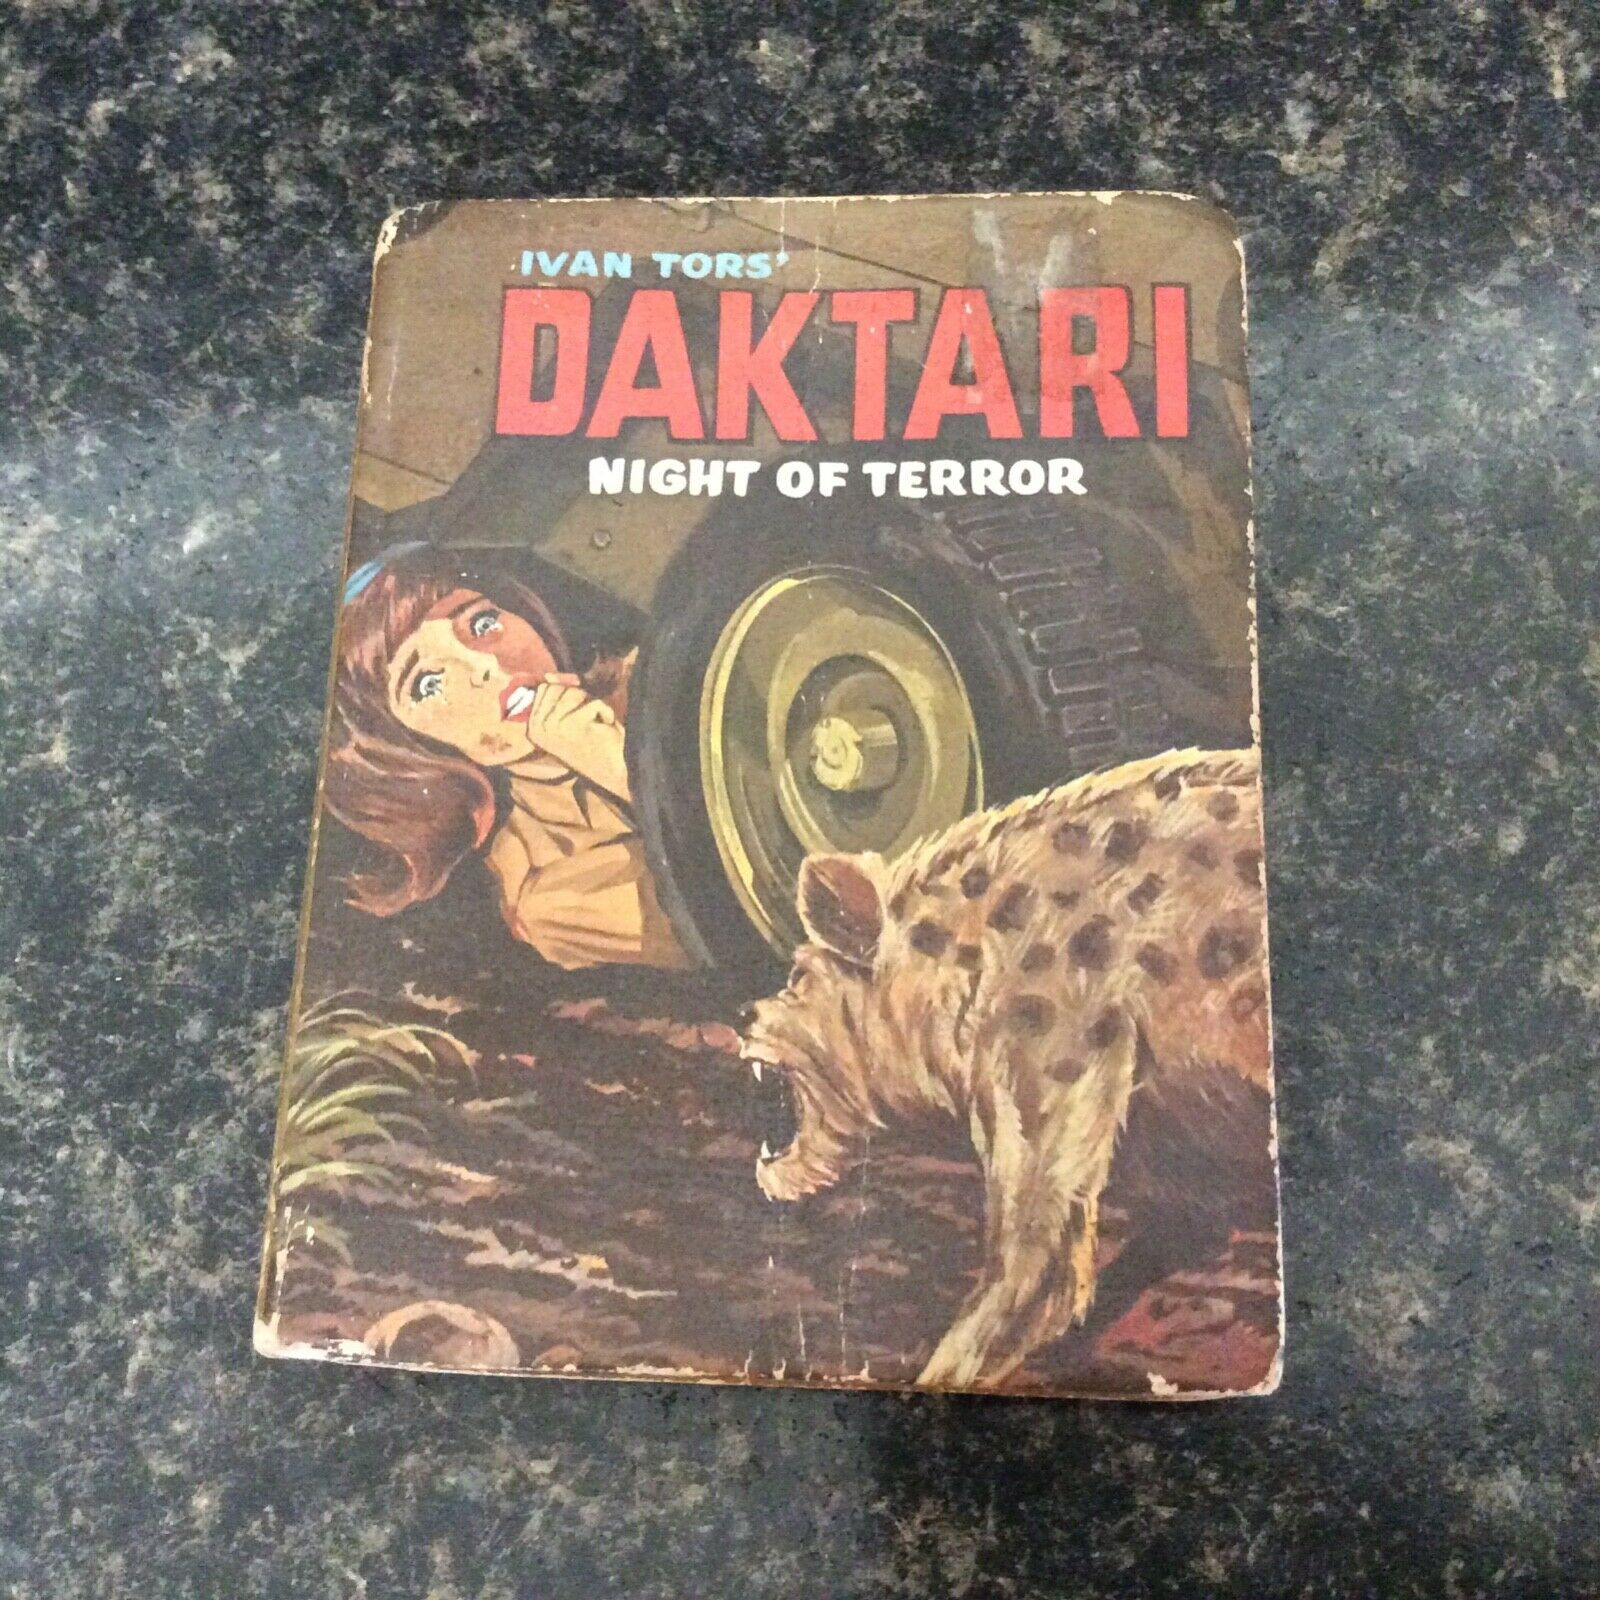 IVAN TORS'
DAKTARI
NIGHT OF TERROR